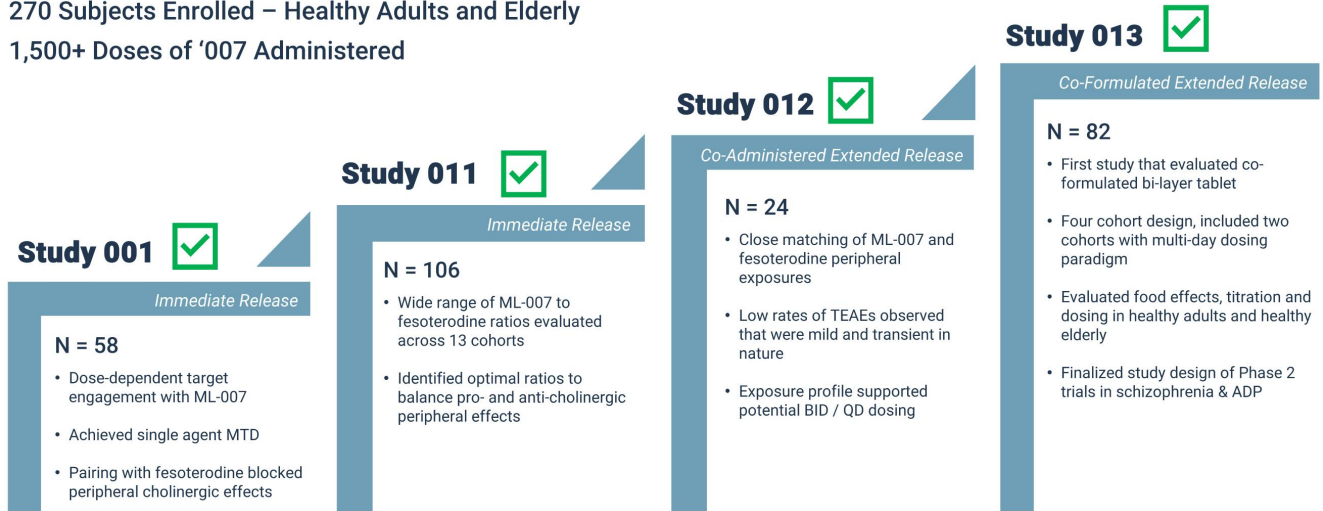 270 Subjects Enrolled – Healthy Adults and Elderly
1,500+ Doses of ‘007 Administered
Study 001
Immediate Release
N = 58
• Dose-dependent target
engagement with ML-007
• Achieved single agent MTD
• Pairing with fesoterodine blocked
peripheral cholinergic effects
Study 011
Immediate Release
N = 106
• Wide range of ML-007 to
fesoterodine ratios evaluated
across 13 cohorts
• Identified optimal ratios to
balance pro- and anti-cholinergic
peripheral effects
Study 012
Co-Administered Extended Release
N = 24
• Close matching of ML-007 and
fesoterodine peripheral
exposures
• Low rates of TEAEs observed
that were mild and transient in
nature
• Exposure profile supported
potential BID / QD dosing
Study 013
Co-Formulated Extended Release
N = 82
• First study that evaluated co-
formulated bi-layer tablet
• Four cohort design, included two
cohorts with multi-day dosing
paradigm
• Evaluated food effects, titration and
dosing in healthy adults and healthy
elderly
• Finalized study design of Phase 2
trials in schizophrenia & ADP